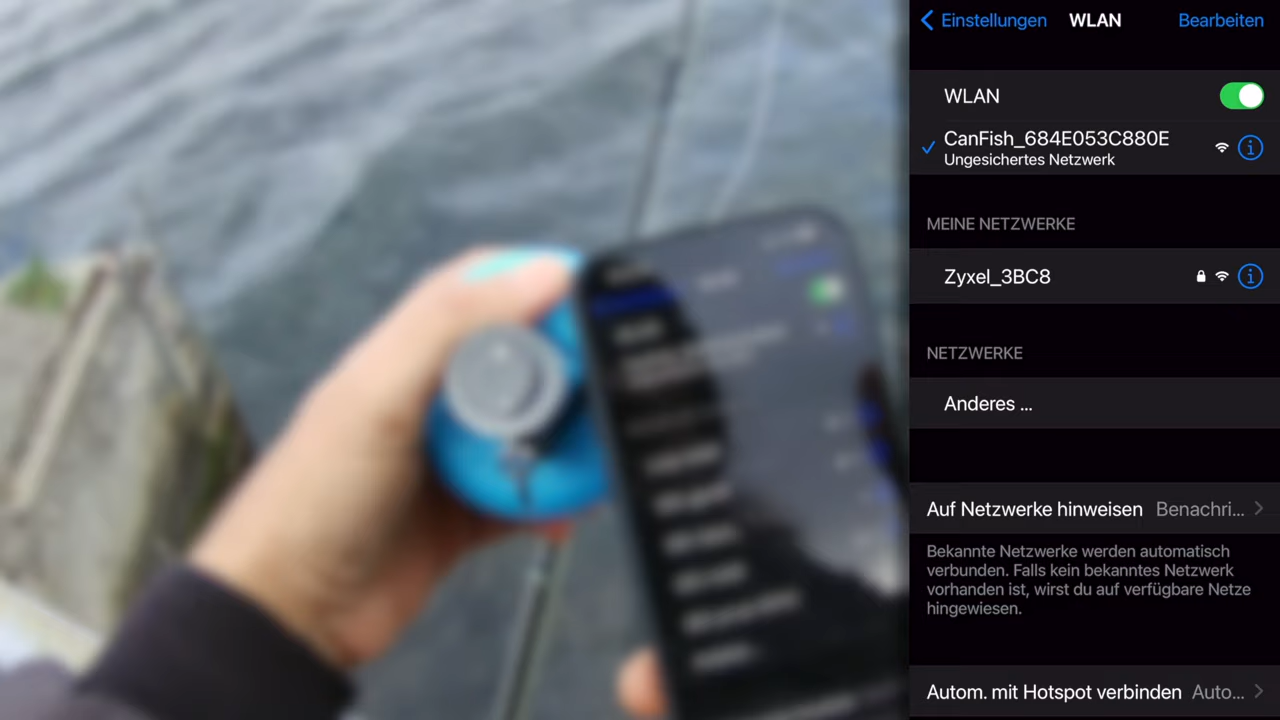 Einstellungen WLAN Bearbeiten
WLAN
CanFish_684E053C880E
Ungesichertes Netzwerk
MEINE NETZWERKE
Zyxel_3BC8
NETZWERKE
Anderes ...
Auf Netzwerke hinweisen Benachri...
Bekannte Netzwerke werden automatisch
verbunden. Falls kein bekanntes Netzwerk
vorhanden ist, wirst du auf verfügbare Netze
hingewiesen.
Autom. mit Hotspot verbinden Auto...